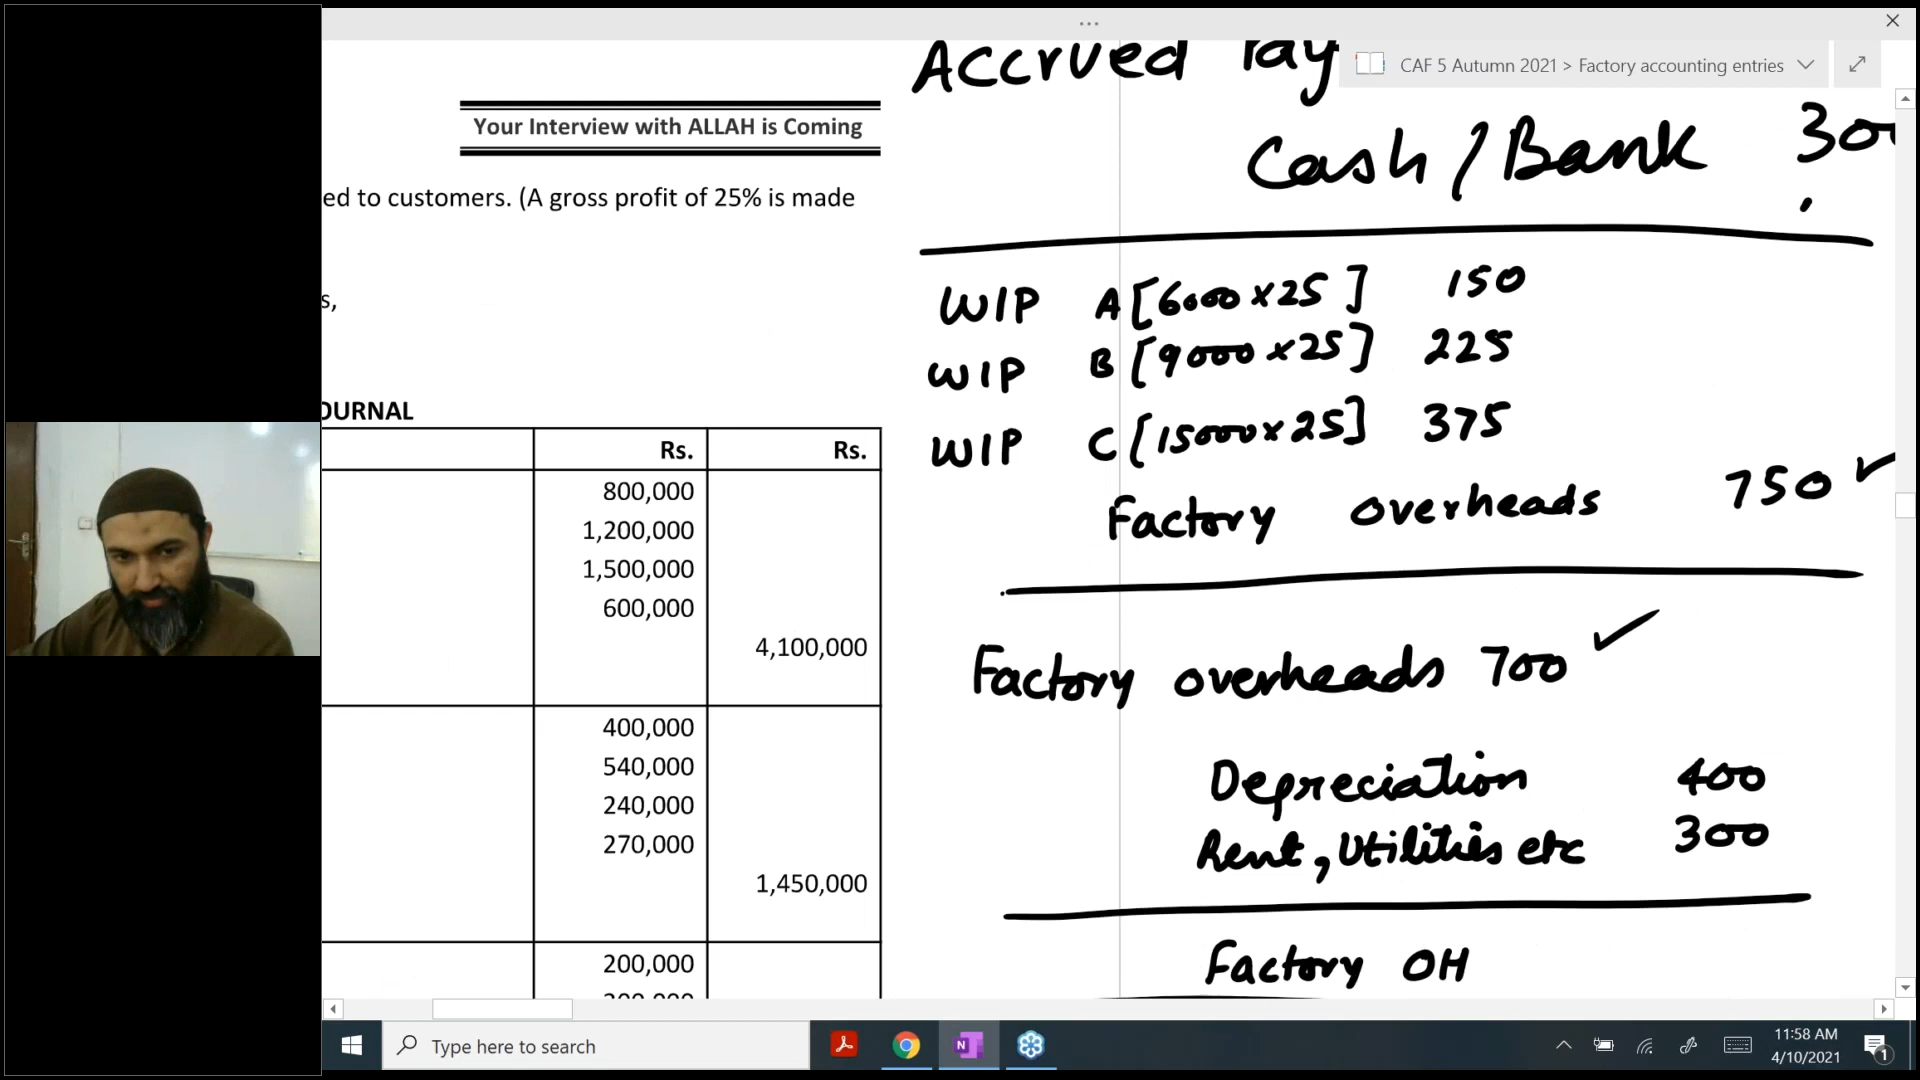 CAF 5 Autumn 2021 > Factory accounting entries
Your Interview with ALLAH is Coming
ed to customers. (A gross profit of 25% is made
s,
OURNAL
Rs. Rs.
800,000
1,200,000
1,500,000
600,000
4,100,000
400,000
540,000
240,000
270,000
1,450,000
200,000
Accrued Pay
Cash/Bank 300
WIP A [6000 x 25] 150
WIP B [9000 x 25] 225
WIP C [15000 x 25] 375
Factory overheads 750 ✓
Factory overheads 700 ✓
Depreciation 400
Rent, Utilities etc 300
Factory OH
Type here to search
N
11:58 AM
4/10/2021
1